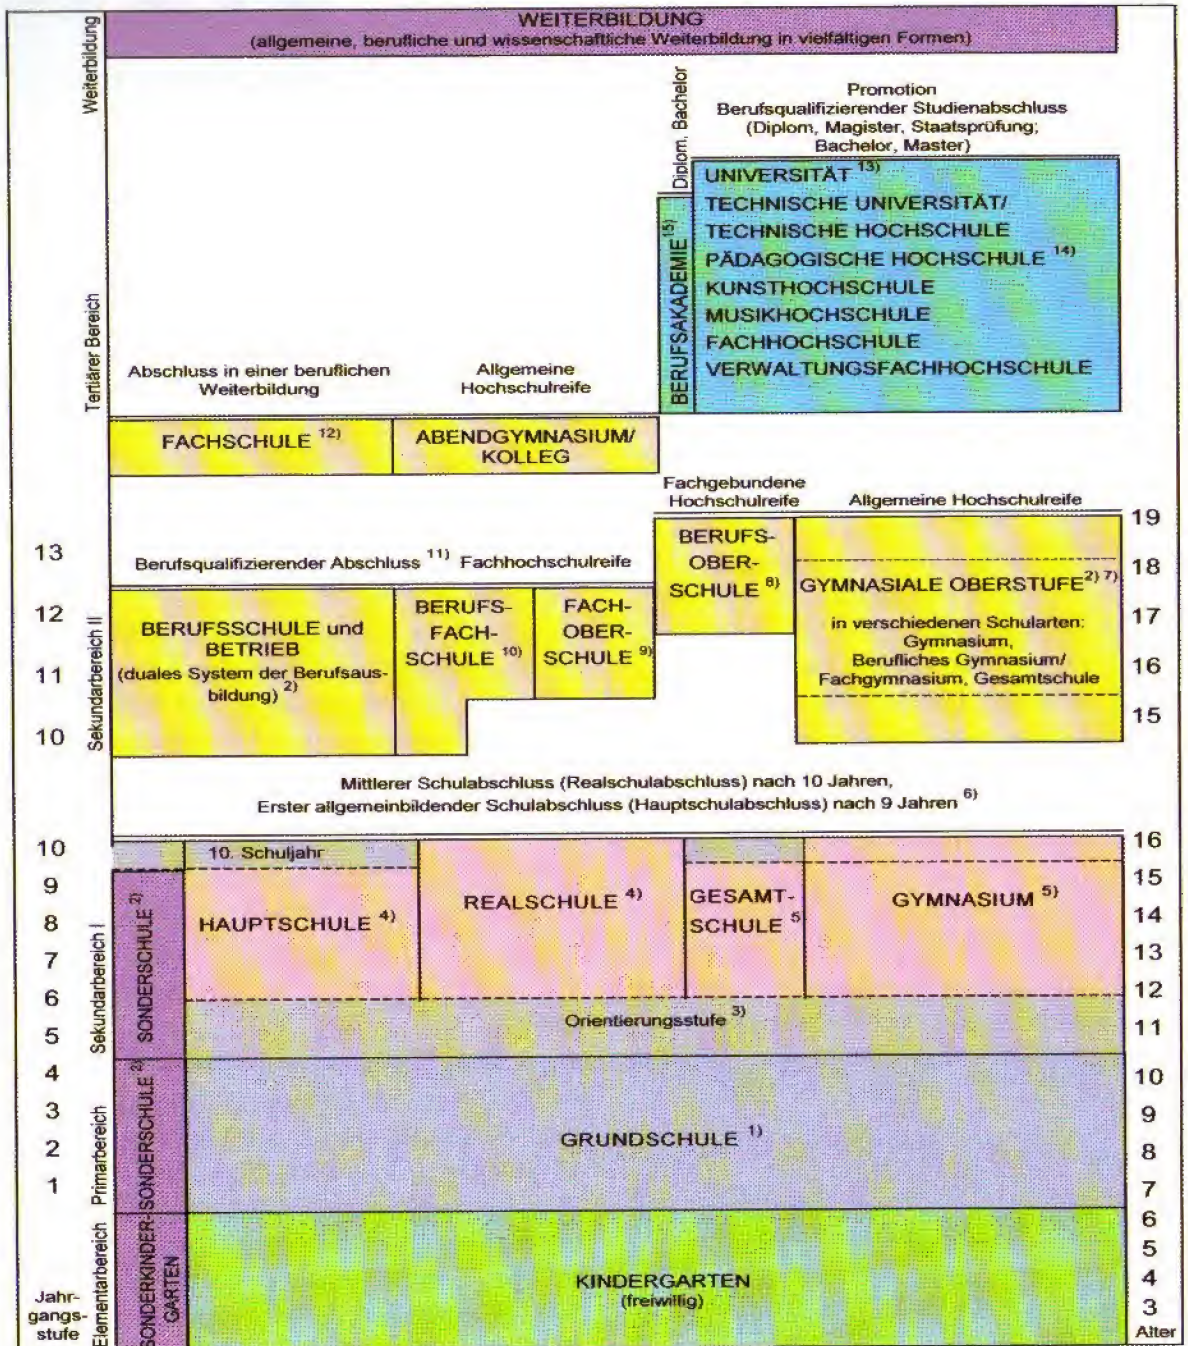 WEITERBILDUNG
(allgemeine, berufliche und wissenschaftliche Weiterbildung in vielfältigen Formen)
Weiterbildung
Diplom, Bachelor
Promotion
Berufsqualifizierender Studienabschluss
(Diplom, Magister, Staatsprüfung;
Bachelor, Master)
Tertiärer Bereich
BERUFSAKADEMIE 15)
UNIVERSITÄT 13)
TECHNISCHE UNIVERSITÄT/
TECHNISCHE HOCHSCHULE
PÄDAGOGISCHE HOCHSCHULE 14)
KUNSTHOCHSCHULE
MUSIKHOCHSCHULE
FACHHOCHSCHULE
VERWALTUNGSFACHHOCHSCHULE
Abschluss in einer beruflichen
Weiterbildung
Allgemeine
Hochschulreife
FACHSCHULE 12)
ABENDGYMNASIUM/
KOLLEG
Fachgebundene
Hochschulreife
Allgemeine Hochschulreife
13
12
11
10
Sekundarbereich II
Berufsqualifizierender Abschluss 11)
Fachhochschulreife
BERUFSSCHULE und
BETRIEB
(duales System der Berufsaus-
bildung) 2)
BERUFS-
FACH-
SCHULE 10)
FACH-
OBER-
SCHULE 9)
BERUFS-
OBER-
SCHULE 8)
GYMNASIALE OBERSTUFE 2) 7)
in verschiedenen Schularten:
Gymnasium,
Berufliches Gymnasium/
Fachgymnasium, Gesamtschule
19
18
17
16
15
Mittlerer Schulabschluss (Realschulabschluss) nach 10 Jahren,
Erster allgemeinbildender Schulabschluss (Hauptschulabschluss) nach 9 Jahren 6)
10
9
8
7
6
5
Sekundarbereich I
SONDERSCHULE 2)
10. Schuljahr
HAUPTSCHULE 4)
REALSCHULE 4)
GESAMT-
SCHULE 5
GYMNASIUM 5)
Orientierungsstufe 3)
16
15
14
13
12
11
4
3
2
1
Primarbereich
SONDERSCHULE 2)
GRUNDSCHULE 1)
10
9
8
7
Jahr-
gangs-
stufe
Elementarbereich
SONDERKINDER-
GARTEN
KINDERGARTEN
(freiwillig)
6
5
4
3
Alter